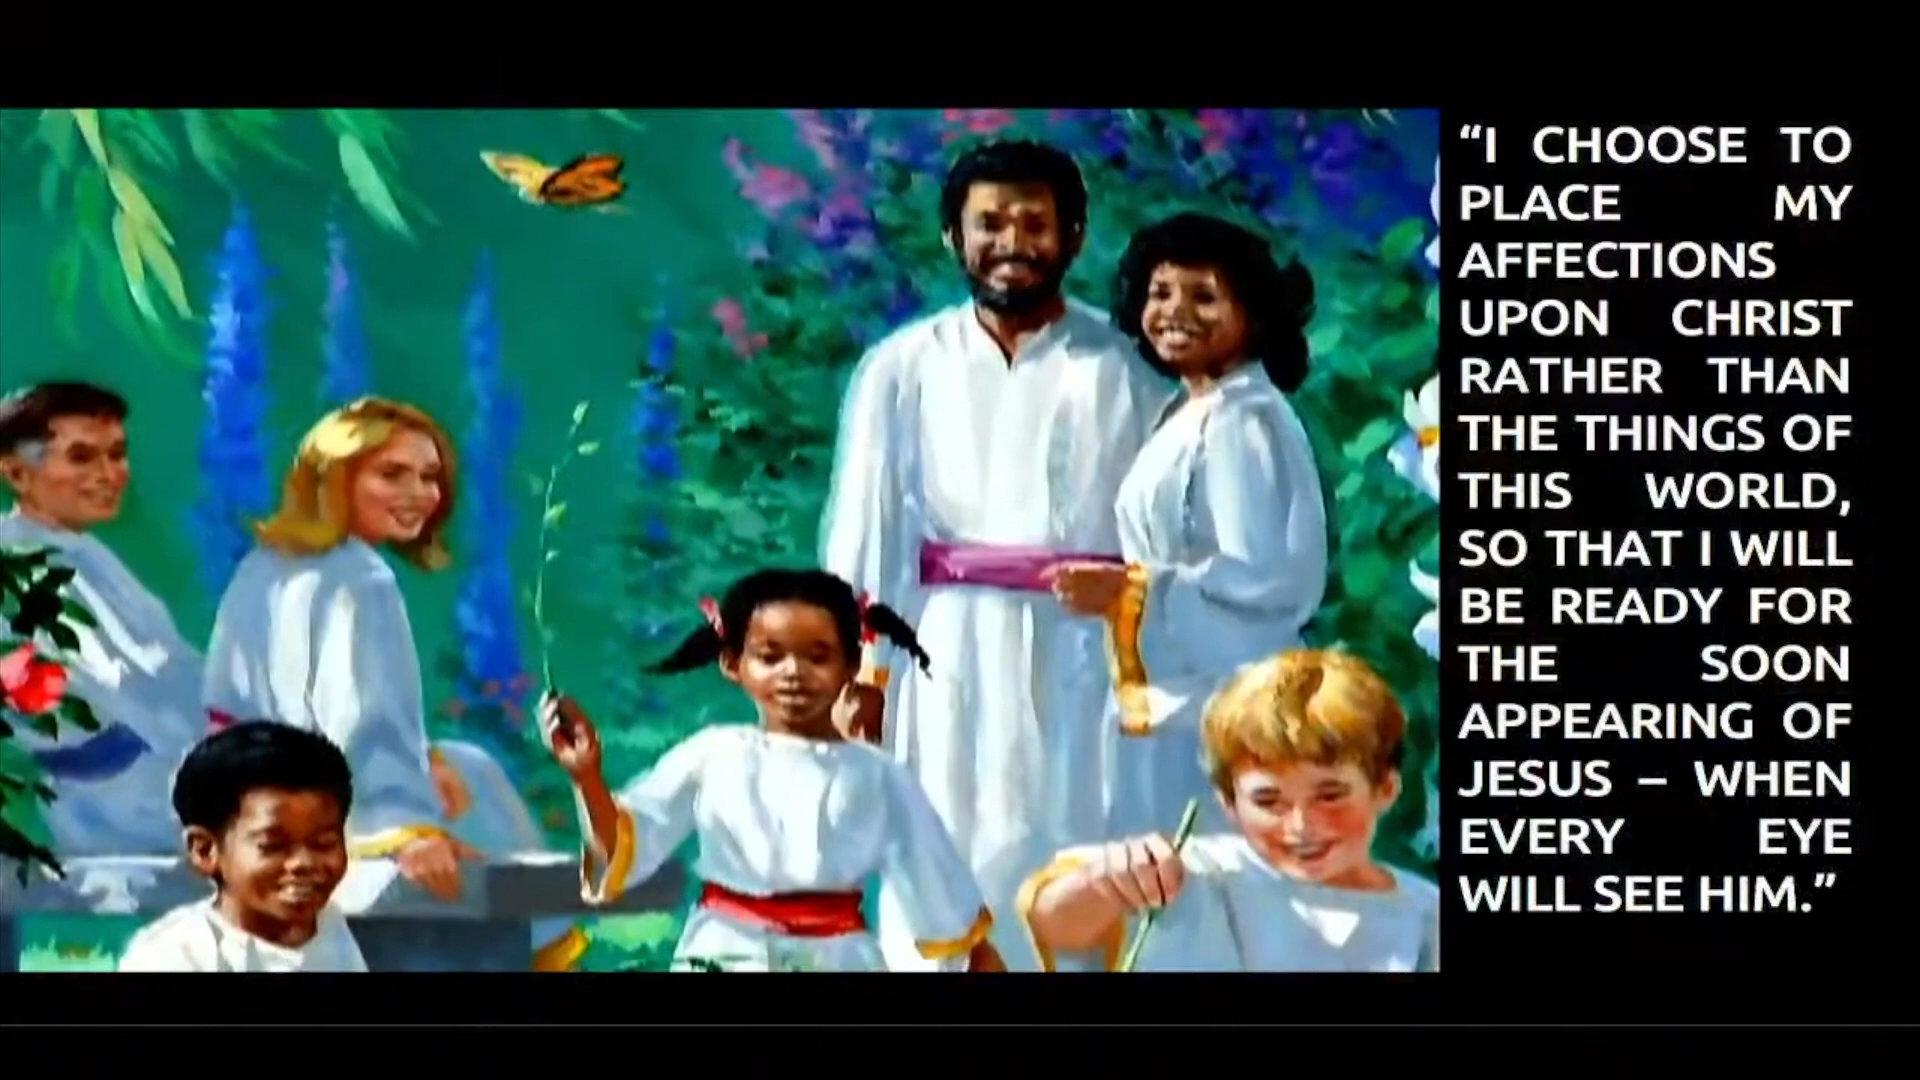 “I CHOOSE TO
PLACE MY
AFFECTIONS
UPON CHRIST
RATHER THAN
THE THINGS OF
THIS WORLD,
SO THAT I WILL
BE READY FOR
THE SOON
APPEARING OF
JESUS – WHEN
EVERY EYE
WILL SEE HIM.”